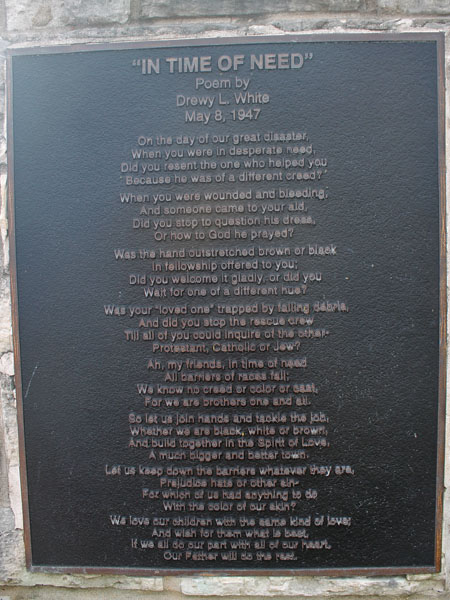 "IN TIME OF NEED"
Poem by
Drewy L. White
May 8, 1947
On the day of our great disaster,
When you were in desperate need,
Did you resent the one who helped you
'Because he was of a different creed?'
When you were wounded and bleeding,
And someone came to your aid,
Did you stop to question his dress,
Or how to God he prayed?
Was the hand outstretched brown or black
In fellowship offered to you;
Did you welcome it gladly, or did you
Wait for one of a different hue?
Was your "loved one" trapped by falling debris,
And did you stop the rescue crew
Till all of you could inquire of the other-
Protestant, Catholic or Jew?
Ah, my friends, in time of need
All barriers of races fall;
We know no creed or color or cast,
For we are brothers one and all.
So let us join hands and tackle the job,
Whether we are black, white or brown,
And build together in the Spirit of Love,
A much bigger and better town.
Let us keep down the barriers whatever they are,
Prejudice hate or other sin-
For which of us had anything to do
With the color of our skin?
We love our children with the same kind of love;
And wish for them what is best,
If we all do our part with all of our heart,
Our Father will do the rest.